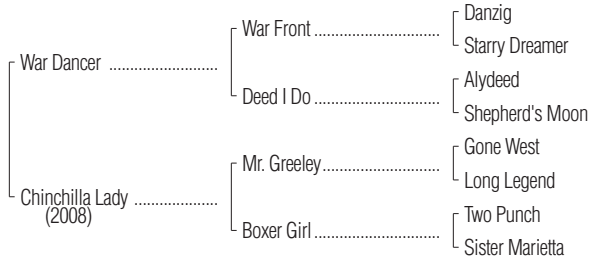 Danzig
War Front ..............................
Starry Dreamer
War Dancer ..........................
Alydeed
Deed I Do ..............................
Shepherd's Moon
Gone West
Mr. Greeley............................
Long Legend
Chinchilla Lady ....................
(2008)
Two Punch
Boxer Girl ..............................
Sister Marietta